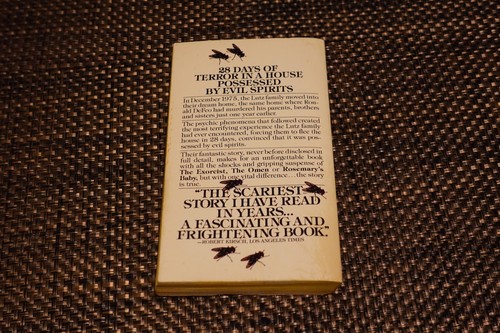 28 DAYS OF
TERROR IN A HOUSE
POSSESSED
BY EVIL SPIRITS
In December 1975, the Lutz family moved into
their dream home, the same home where Ron-
ald DeFeo had murdered his parents, brothers
and sisters just one year earlier.
The psychic phenomena that followed created
the most terrifying experience the Lutz family
had ever encountered, forcing them to flee the
house in 28 days, convinced that it was pos-
sessed by evil spirits.
Their fantastic story, never before disclosed in
full detail, makes for an unforgettable book
with all the shocks and gripping suspense of
The Exorcist, The Omen or Rosemary's
Baby, but with one vital difference...the story
is true.
"THE SCARIEST
STORY I HAVE READ
IN YEARS...
A FASCINATING AND
FRIGHTENING BOOK."
—ROBERT KIRSCH, LOS ANGELES TIMES